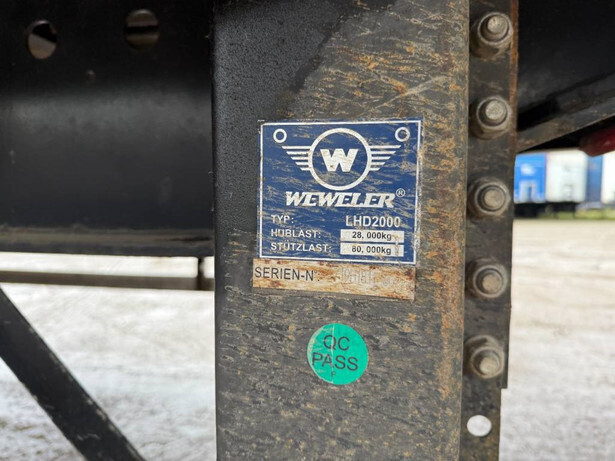 W
WEWELER®
TYP: LHD2000
HUBLAST: 28,000kg
STÜTZLAST: 80,000kg
SERIEN-N°
QC
PASS
F